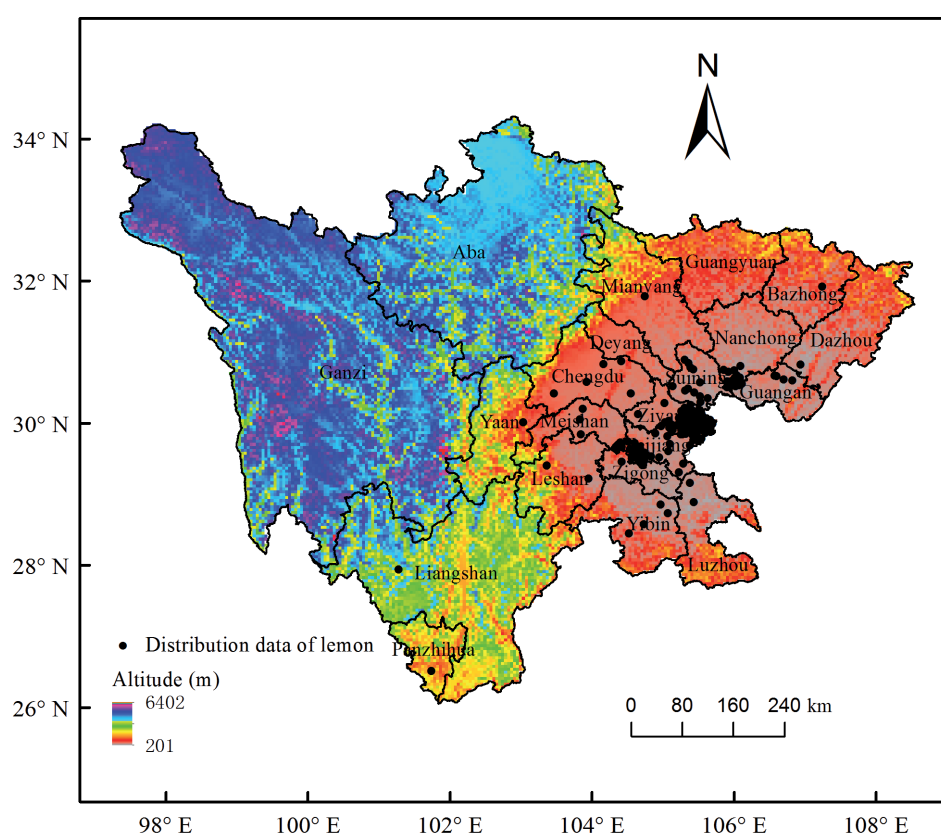 N
34° N
32° N
30° N
28° N
26° N
Aba
Guangyuan
Mianyang
Bazhong
Nanchong
Dazhou
Deyang
Ganzi
Chengdu
Suining
Guangan
Yaan
Meishan
Leshan
Zigong
Yibin
Luzhou
Liangshan
Panzhihua
Distribution data of lemon
Altitude (m)
6402
201
0 80 160 240 km
98° E 100° E 102° E 104° E 106° E 108° E